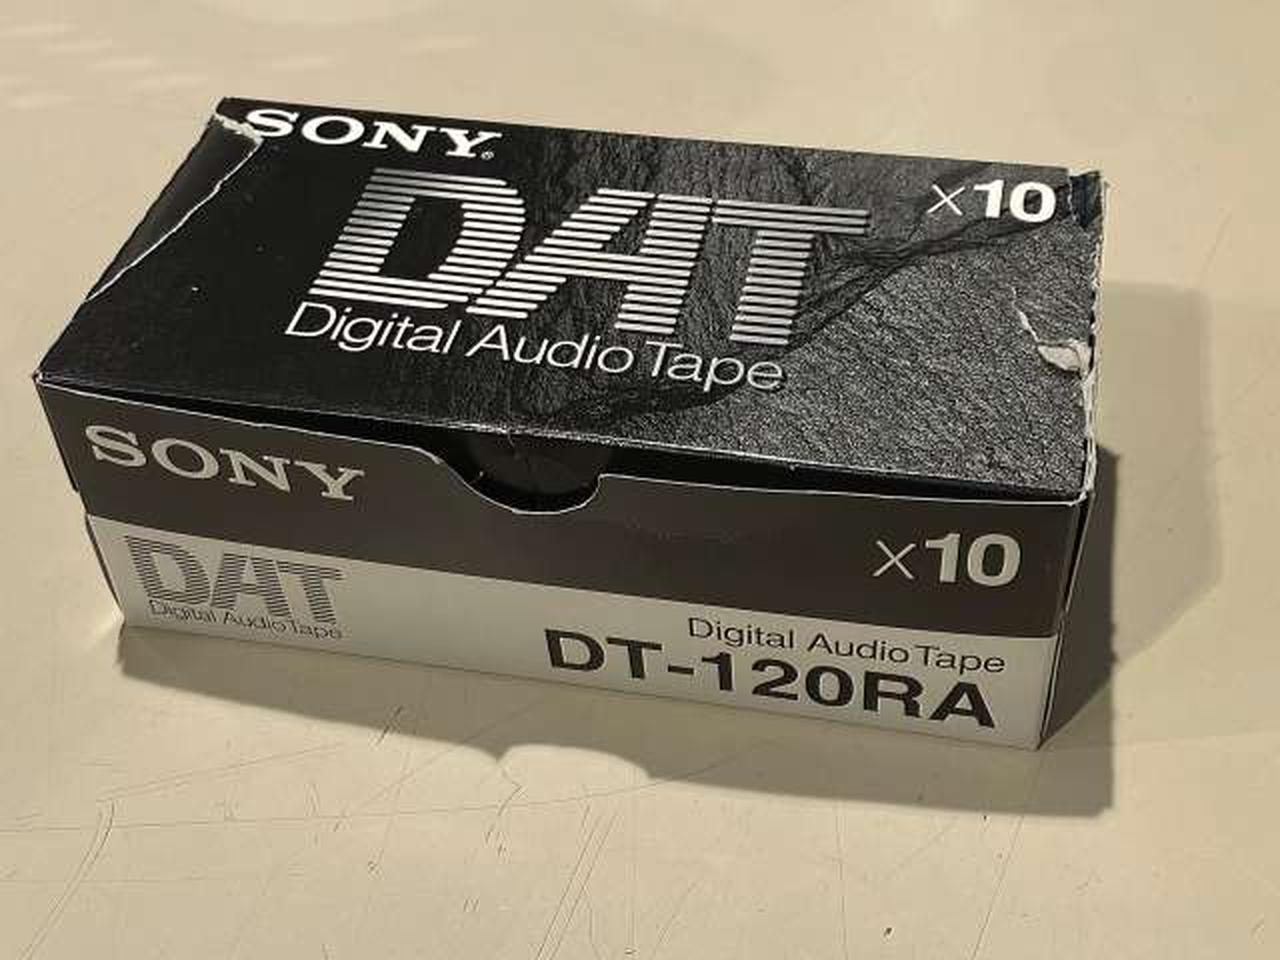 SONY®
DAT
×10
Digital Audio Tape
SONY
×10
DAT
Digital Audio Tape
Digital Audio Tape
DT-120RA